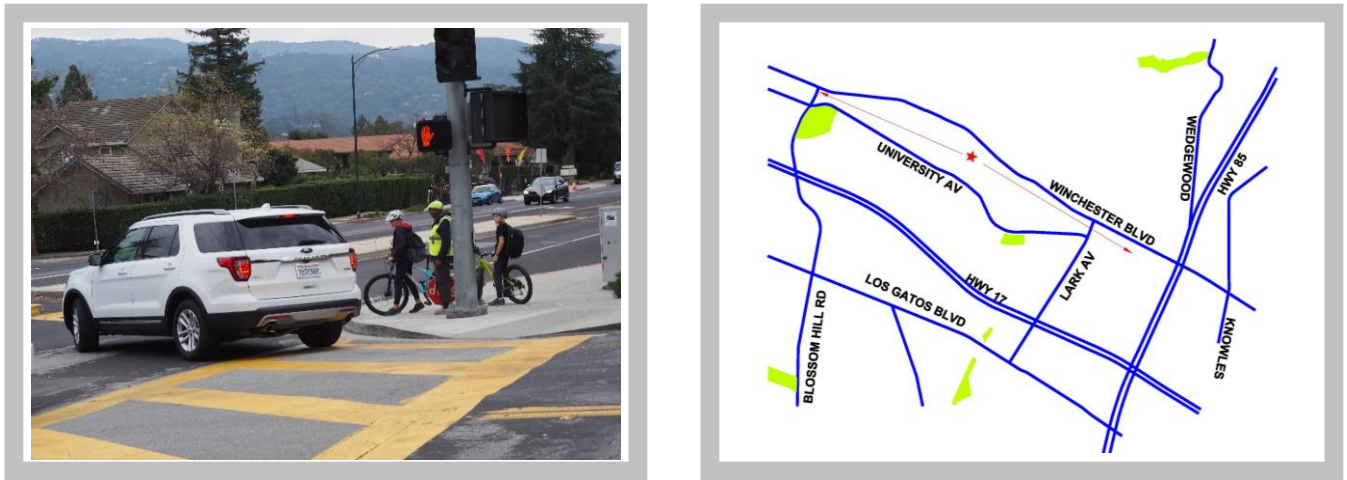 WEDGEWOOD
HWY 85
UNIVERSITY AV
WINCHESTER BLVD
HWY 17
LARK AV
LOS GATOS BLVD
BLOSSOM HILL RD
KNOWLES